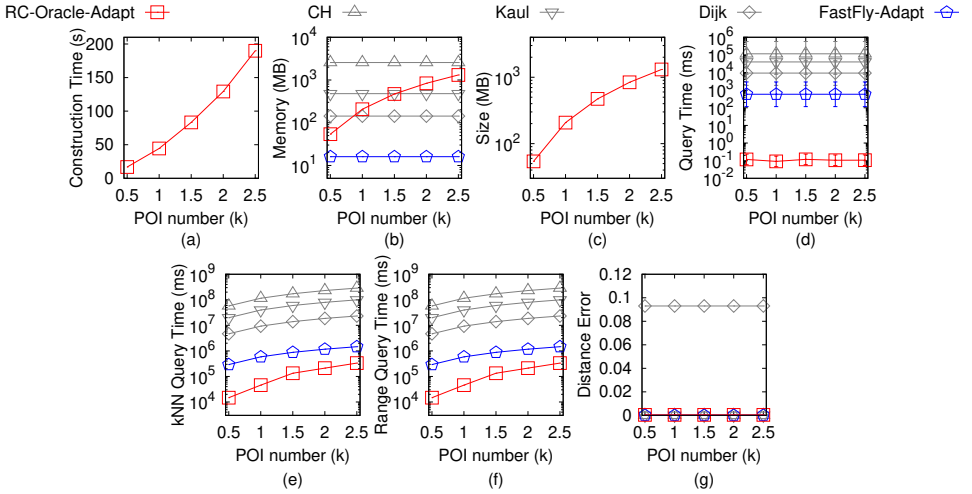 RC-Oracle-Adapt CH Kaul Dijk FastFly-Adapt
Construction Time (s)
200
150
100
50
0
0.5 1 1.5 2 2.5
POI number (k)
(a)
Memory (MB)
10^4
10^3
10^2
10^1
0.5 1 1.5 2 2.5
POI number (k)
(b)
Size (MB)
10^3
10^2
0.5 1 1.5 2 2.5
POI number (k)
(c)
Query Time (ms)
10^6
10^5
10^4
10^3
10^2
10^1
10^0
10^-1
10^-2
0.5 1 1.5 2 2.5
POI number (k)
(d)
kNN Query Time (ms)
10^9
10^8
10^7
10^6
10^5
10^4
0.5 1 1.5 2 2.5
POI number (k)
(e)
Range Query Time (ms)
10^9
10^8
10^7
10^6
10^5
10^4
0.5 1 1.5 2 2.5
POI number (k)
(f)
Distance Error
0.12
0.1
0.08
0.06
0.04
0.02
0
0.5 1 1.5 2 2.5
POI number (k)
(g)